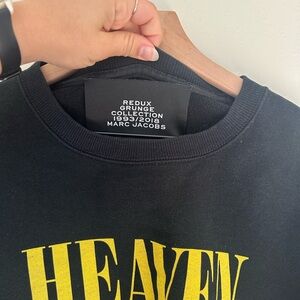 REDUX
GRUNGE
COLLECTION
1993/2018
MARC JACOBS
HEAVEN